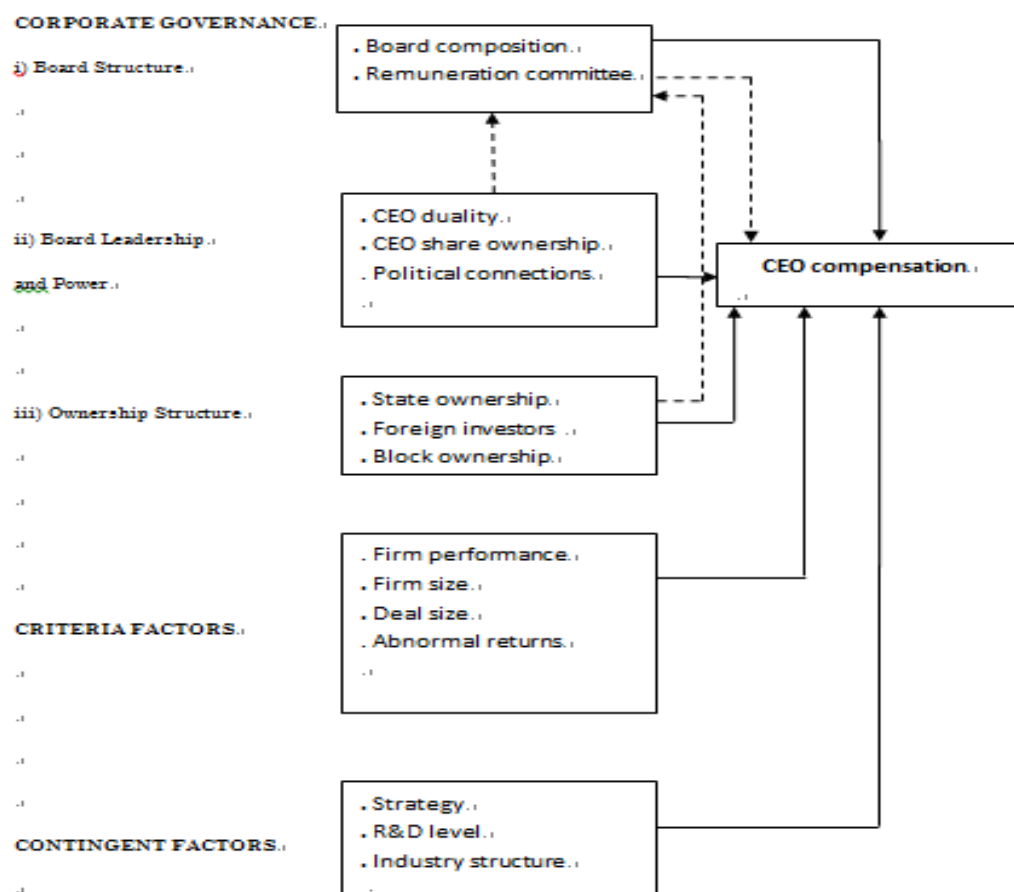 CORPORATE GOVERNANCE.
. Board composition.
i) Board Structure.
. Remuneration committee.
. CEO duality.
ii) Board Leadership.
. CEO share ownership.
. Political connections.
and Power.
CEO compensation.
. State ownership.
iii) Ownership Structure.
. Foreign investors .
. Block ownership.
. Firm performance.
. Firm size.
. Deal size.
CRITERIA FACTORS.
. Abnormal returns.
. Strategy.
. R&D level.
CONTINGENT FACTORS.
. Industry structure.